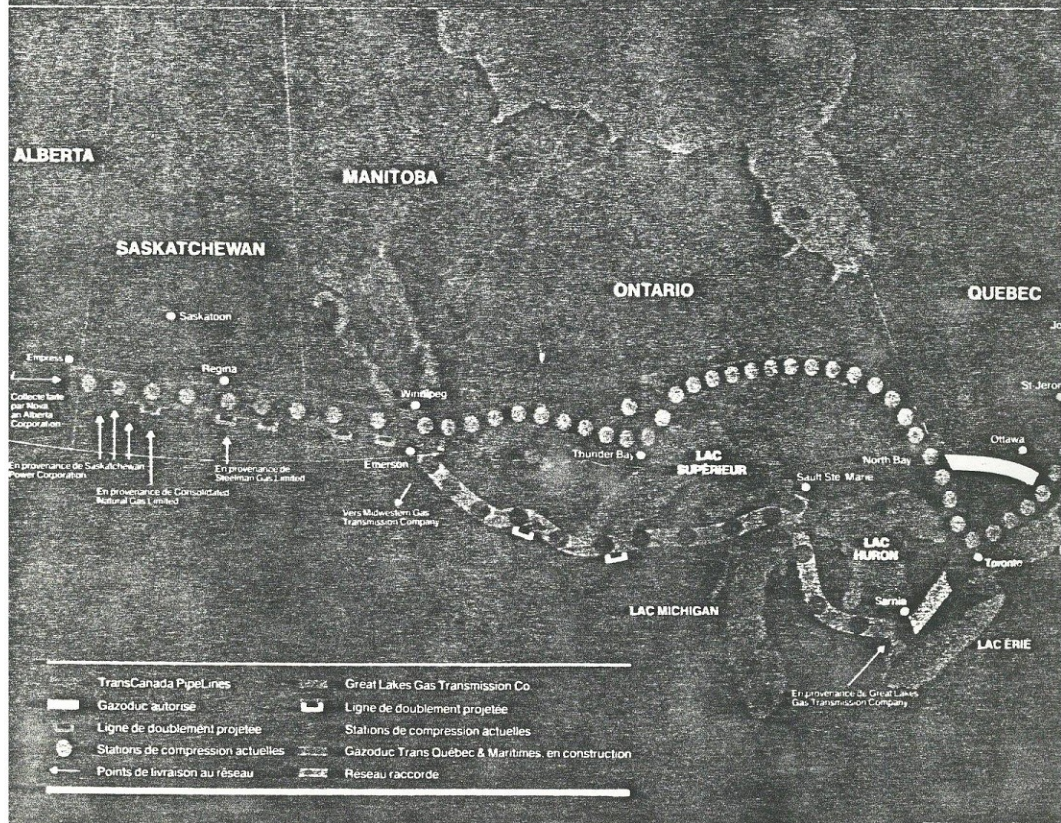 ALBERTA
MANITOBA
SASKATCHEWAN
ONTARIO
QUEBEC
Saskatoon
Empress
Regina
Winnipeg
St-Jerome
Collecte faite
par Nova
an Alberta
Corporation
Ottawa
Thunder Bay
LAC
SUPÉRIEUR
North Bay
Emerson
En provenance de Saskatchewan
Power Corporation
En provenance de
Steelman Gas Limited
Sault Ste. Marie
En provenance de Consolidated
Natural Gas Limited
Vers Midwestern Gas
Transmission Company
LAC
HURON
Toronto
Sarnia
LAC MICHIGAN
LAC ÉRIÉ
En provenance de Great Lakes
Gas Transmission Company
TransCanada PipeLines
Gazoduc autorisé
Ligne de doublement projetée
Stations de compression actuelles
Points de livraison au réseau
Great Lakes Gas Transmission Co.
Ligne de doublement projetée
Stations de compression actuelles
Gazoduc Trans Québec & Maritimes, en construction
Réseau raccorde